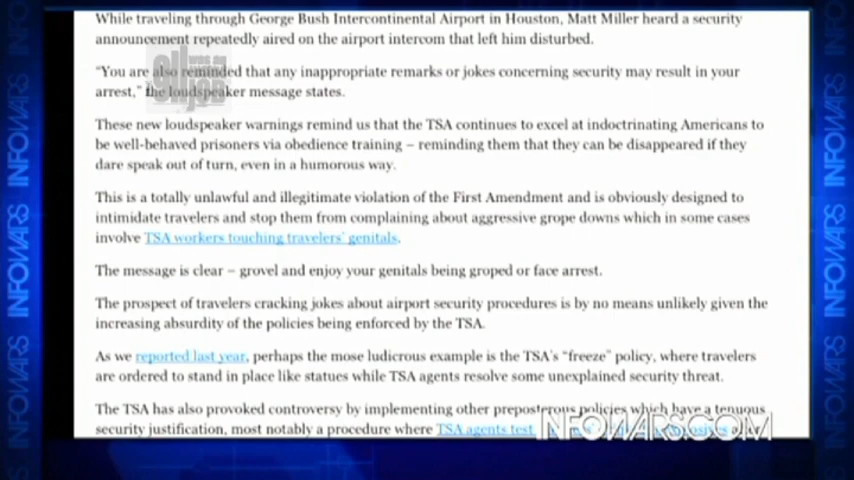 While traveling through George Bush Intercontinental Airport in Houston, Matt Miller heard a security
announcement repeatedly aired on the airport intercom that left him disturbed.
“You are also reminded that any inappropriate remarks or jokes concerning security may result in your
arrest,” the loudspeaker message states.
These new loudspeaker warnings remind us that the TSA continues to excel at indoctrinating Americans to
be well-behaved prisoners via obedience training – reminding them that they can be disappeared if they
dare speak out of turn, even in a humorous way.
This is a totally unlawful and illegitimate violation of the First Amendment and is obviously designed to
intimidate travelers and stop them from complaining about aggressive grope downs which in some cases
involve TSA workers touching travelers’ genitals.
The message is clear – grovel and enjoy your genitals being groped or face arrest.
The prospect of travelers cracking jokes about airport security procedures is by no means unlikely given the
increasing absurdity of the policies being enforced by the TSA.
As we reported last year, perhaps the mose ludicrous example is the TSA’s “freeze” policy, where travelers
are ordered to stand in place like statues while TSA agents resolve some unexplained security threat.
The TSA has also provoked controversy by implementing other preposterous policies which have a tenuous
security justification, most notably a procedure where TSA agents test
INFOWARS.COM
INFOWARS
INFOWARS
INFOWARS
INFOWARS